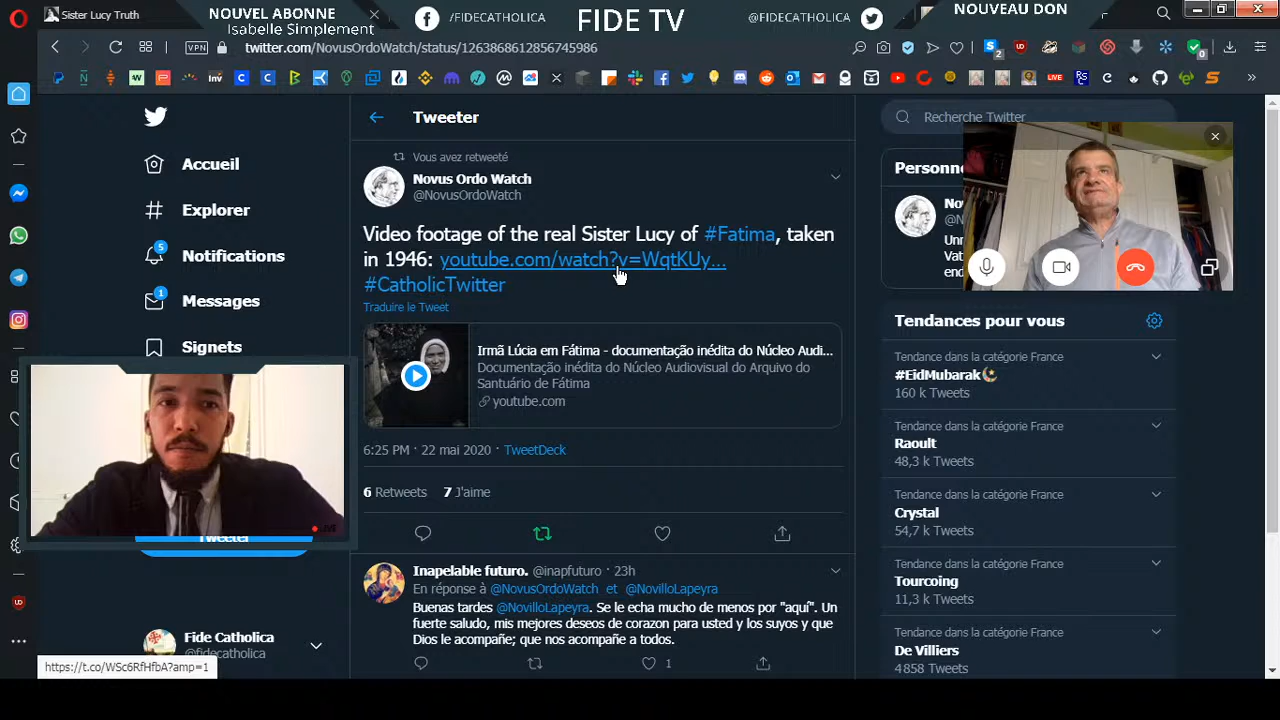 Sister Lucy Truth
NOUVEL ABONNE
Isabelle Simplement
/FIDECATHOLICA
FIDE TV
@FIDECATHOLICA
NOUVEAU DON
VPN
twitter.com/NovusOrdoWatch/status/1263868612856745986
Tweeter
Recherche Twitter
Accueil
Explorer
Notifications
5
Messages
1
Signets
Tweeter
Fide Catholica
@fidecatholica
Vous avez retweeté
Novus Ordo Watch
@NovusOrdoWatch
Video footage of the real Sister Lucy of #Fatima, taken
in 1946: youtube.com/watch?v=WqtKUy…
#CatholicTwitter
Traduire le Tweet
Irmã Lúcia em Fátima - documentação inédita do Núcleo Audi...
Documentação inédita do Núcleo Audiovisual do Arquivo do
Santuário de Fátima
youtube.com
6:25 PM · 22 mai 2020 · TweetDeck
6 Retweets 7 J'aime
Inapelable futuro. @inapfuturo · 23h
En réponse à @NovusOrdoWatch et @NovilloLapeyra
Buenas tardes @NovilloLapeyra. Se le echa mucho de menos por "aquí". Un
fuerte saludo, mis mejores deseos de corazon para usted y los suyos y que
Dios le acompañe; que nos acompañe a todos.
1
Personne
Nov
@N
Unm
Vat
Tendances pour vous
Tendance dans la catégorie France
#EidMubarak
160 k Tweets
Tendance dans la catégorie France
Raoult
48,3 k Tweets
Tendance dans la catégorie France
Crystal
54,7 k Tweets
Tendance dans la catégorie France
Tourcoing
11,3 k Tweets
Tendance dans la catégorie France
De Villiers
4 858 Tweets
https://t.co/WSc6RfHfbA?amp=1